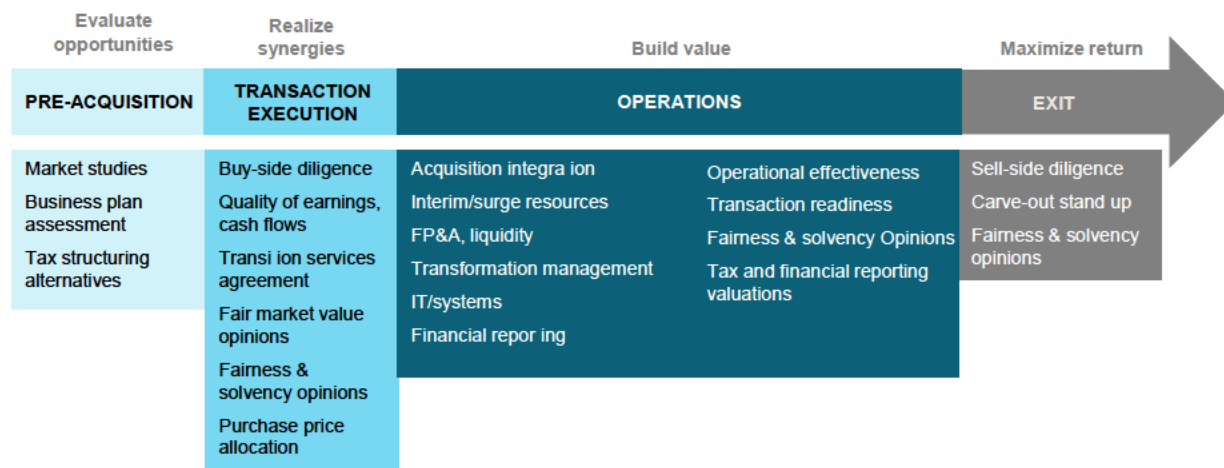 Evaluate
opportunities
Realize
synergies
Build value
Maximize return
PRE-ACQUISITION
TRANSACTION
EXECUTION
OPERATIONS
EXIT
Market studies
Business plan
assessment
Tax structuring
alternatives
Buy-side diligence
Quality of earnings,
cash flows
Transi ion services
agreement
Fair market value
opinions
Fairness &
solvency opinions
Purchase price
allocation
Acquisition integra ion
Interim/surge resources
FP&A, liquidity
Transformation management
IT/systems
Financial repor ing
Operational effectiveness
Transaction readiness
Fairness & solvency Opinions
Tax and financial reporting
valuations
Sell-side diligence
Carve-out stand up
Fairness & solvency
opinions